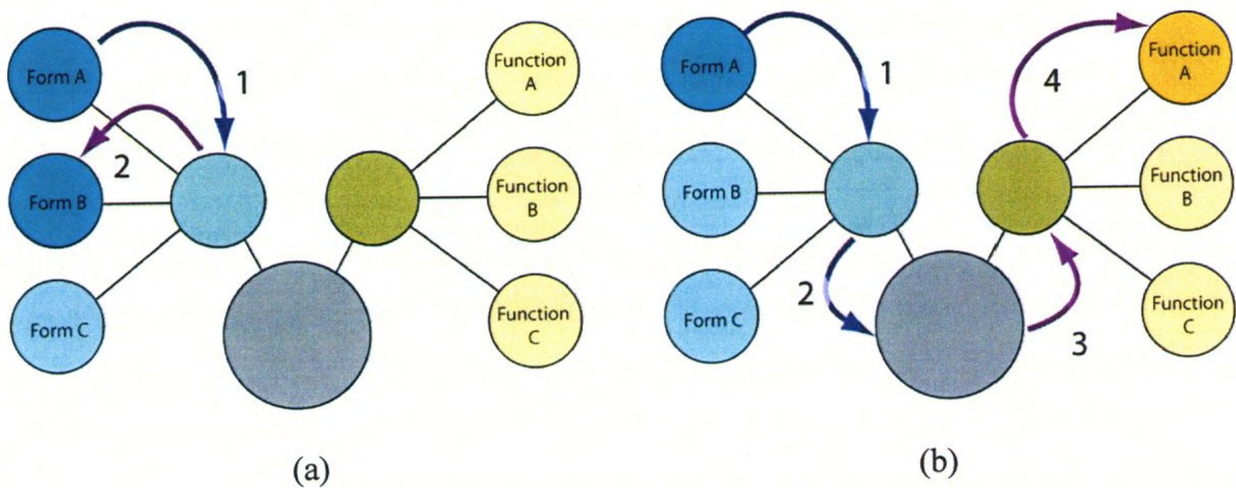 Form A
1
Function
A
2
Form B
Function
B
Form C
Function
C
(a)
Form A
1
4
Function
A
Form B
Function
B
2
Form C
3
Function
C
(b)